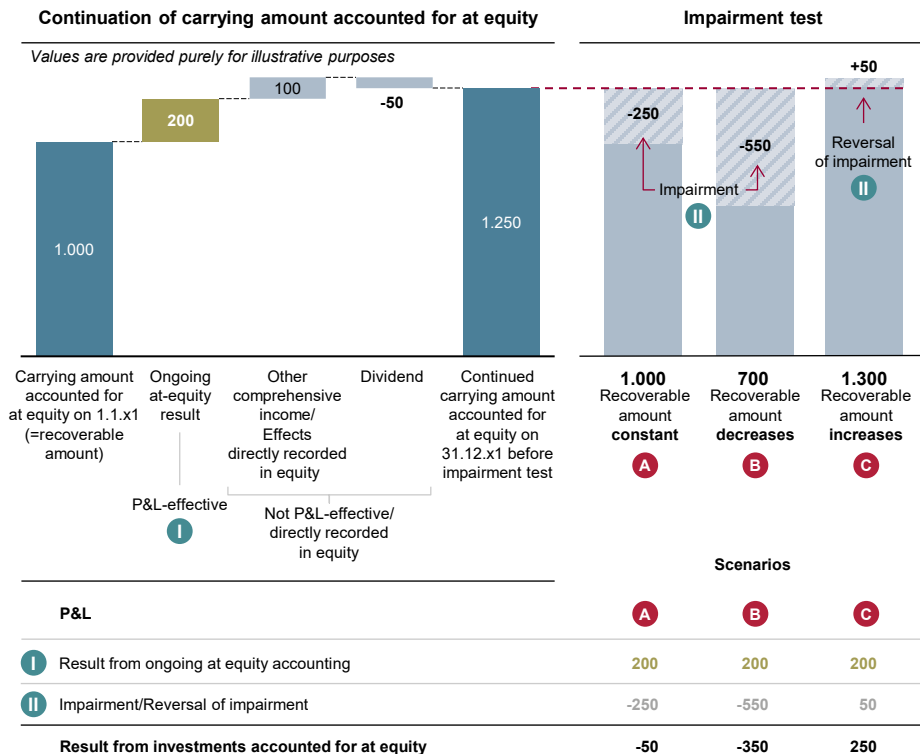 Continuation of carrying amount accounted for at equity
Impairment test
Values are provided purely for illustrative purposes
1.000
200
100
-50
1.250
-250
-550
+50
Impairment
II
Reversal
of impairment
II
Carrying amount
accounted for
at equity on 1.1.x1
(=recoverable
amount)
Ongoing
at-equity
result
Other
comprehensive
income/
Effects
directly recorded
in equity
Dividend
Continued
carrying amount
accounted for
at equity on
31.12.x1 before
impairment test
1.000
Recoverable
amount
constant
A
700
Recoverable
amount
decreases
B
1.300
Recoverable
amount
increases
C
P&L-effective
I
Not P&L-effective/
directly recorded
in equity
Scenarios
P&L A B C
I Result from ongoing at equity accounting 200 200 200
II Impairment/Reversal of impairment -250 -550 50
Result from investments accounted for at equity -50 -350 250